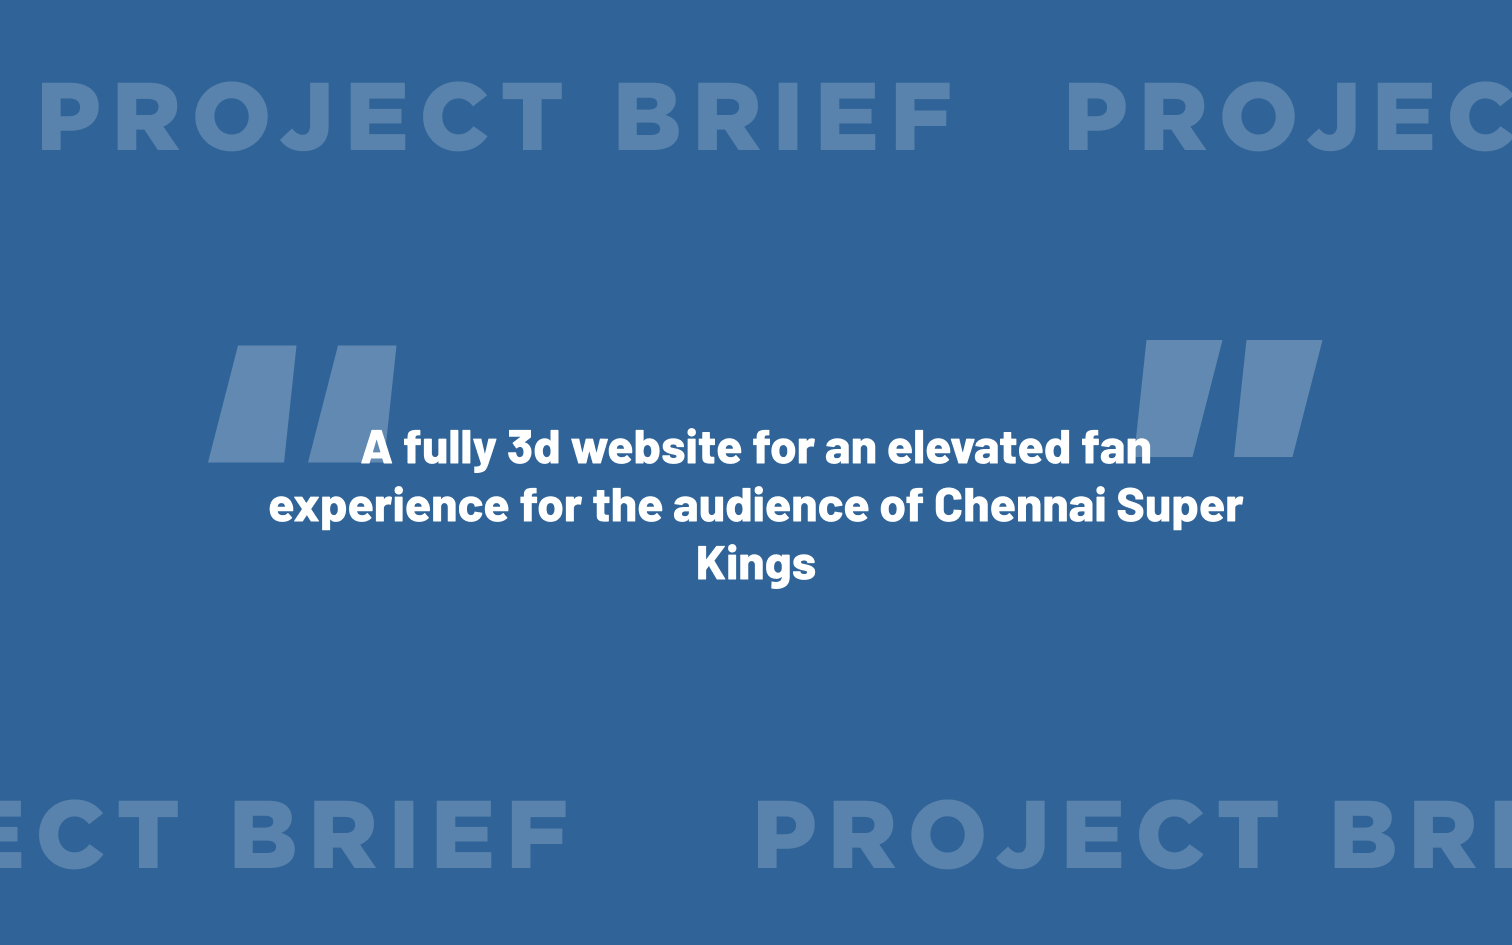 PROJECT BRIEF PROJEC
"
"
A fully 3d website for an elevated fan
experience for the audience of Chennai Super
Kings
ECT BRIEF PROJECT BRI